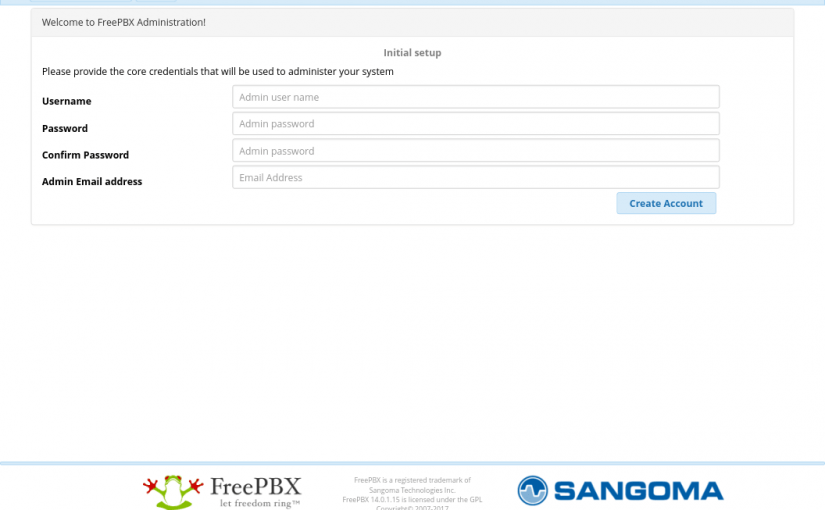 Welcome to FreePBX Administration!
Initial setup
Please provide the core credentials that will be used to administer your system
Username
Admin user name
Password
Admin password
Confirm Password
Admin password
Admin Email address
Email Address
Create Account
FreePBX
let freedom ring™
FreePBX is a registered trademark of
Sangoma Technologies Inc.
FreePBX 14.0.1.15 is licensed under the GPL
Copyright© 2007-2017
SANGOMA